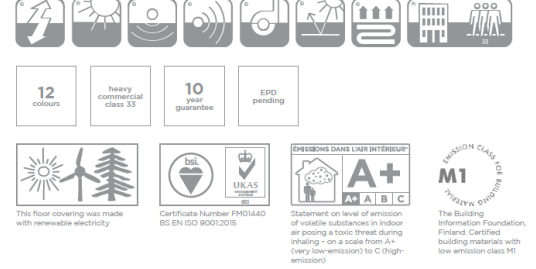 33
12
colours
heavy
commercial
class 33
10
year
guarantee
EPD
pending
bsi.
UKAS
003
ÉMISSIONS DANS L'AIR INTÉRIEUR*
A+
A+ A B C
EMISSION CLASS FOR BUILDING MATERIAL
M1
This floor covering was made
with renewable electricity
Certificate Number FM01440
BS EN ISO 9001:2015
Statement on level of emission
of volatile substances in indoor
air posing a toxic threat during
inhaling – on a scale from A+
(very low-emission) to C (high-
emission)
The Building
Information Foundation,
Finland. Certified
building materials with
low emission class M1